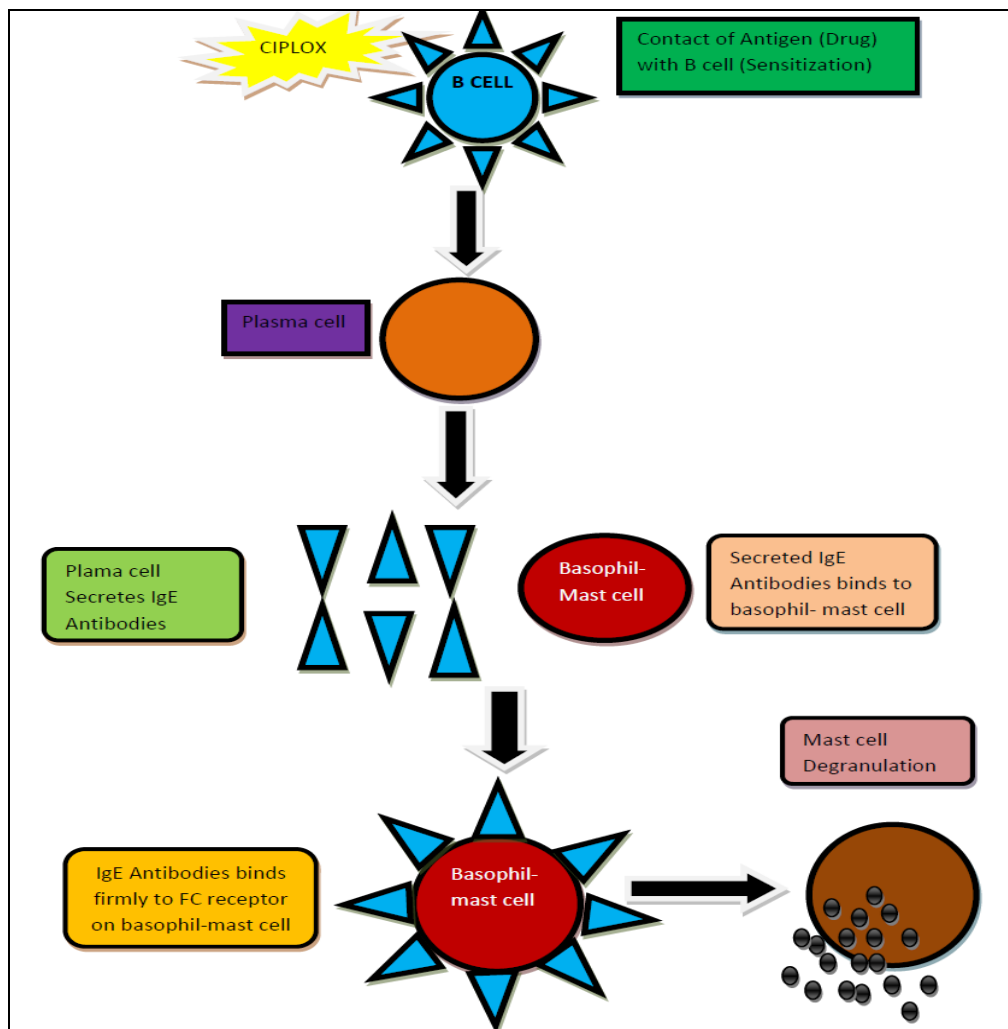 CIPLOX
B CELL
Contact of Antigen (Drug)
with B cell (Sensitization)
Plasma cell
Plama cell
Secretes IgE
Antibodies
Basophil-
Mast cell
Secreted IgE
Antibodies binds to
basophil- mast cell
Mast cell
Degranulation
IgE Antibodies binds
firmly to FC receptor
on basophil-mast cell
Basophil-
mast cell